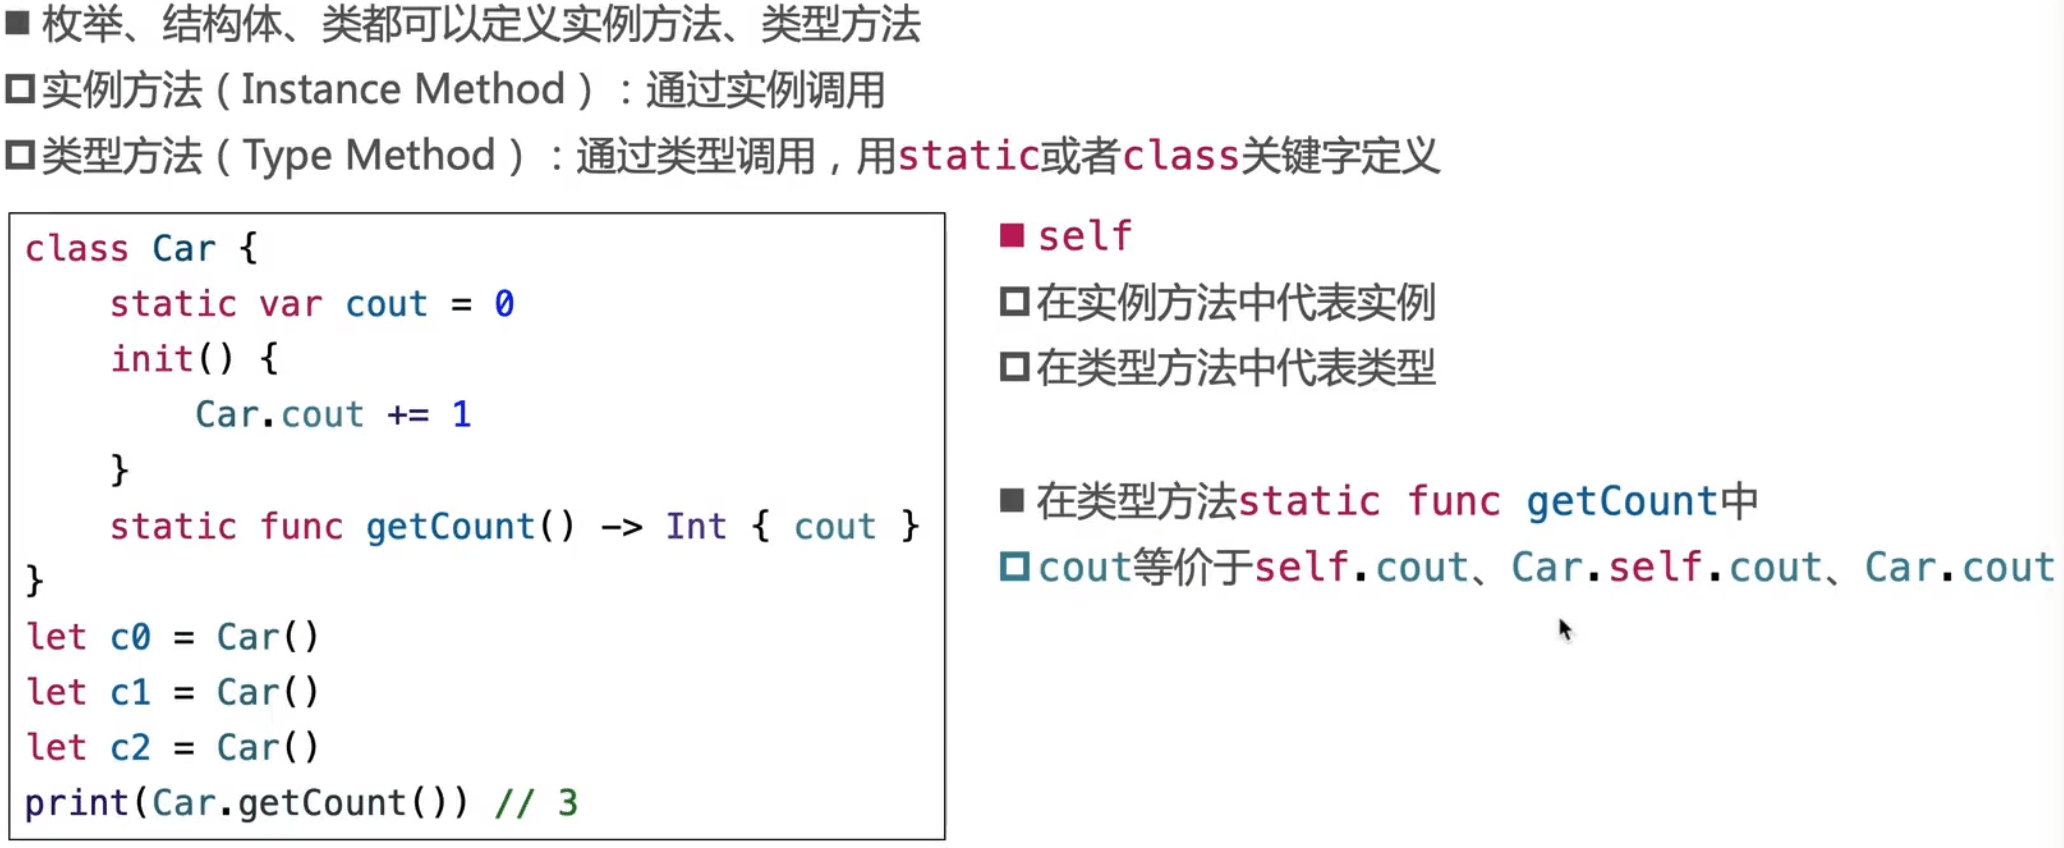 枚举、结构体、类都可以定义实例方法、类型方法
实例方法（Instance Method）：通过实例调用
类型方法（Type Method）：通过类型调用，用static或者class关键字定义
class Car {
    static var cout = 0
    init() {
        Car.cout += 1
    }
    static func getCount() -> Int { cout }
}
let c0 = Car()
let c1 = Car()
let c2 = Car()
print(Car.getCount()) // 3
self
在实例方法中代表实例
在类型方法中代表类型
在类型方法static func getCount中
cout等价于self.cout、Car.self.cout、Car.cout